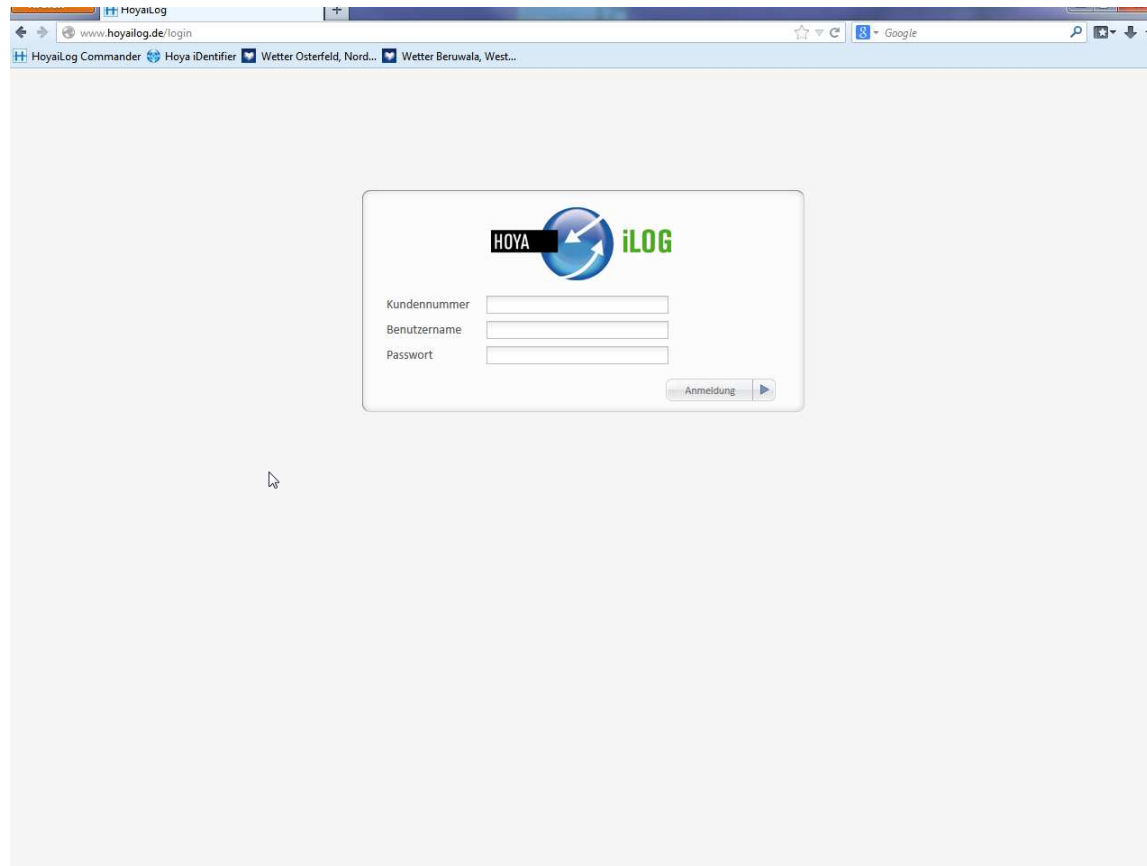 HoyaiLog
www.hoyailog.de/login
Google
HoyaiLog Commander Hoya iDentifier Wetter Osterfeld, Nord... Wetter Beruwala, West...
HOYA iLOG
Kundennummer
Benutzername
Passwort
Anmeldung